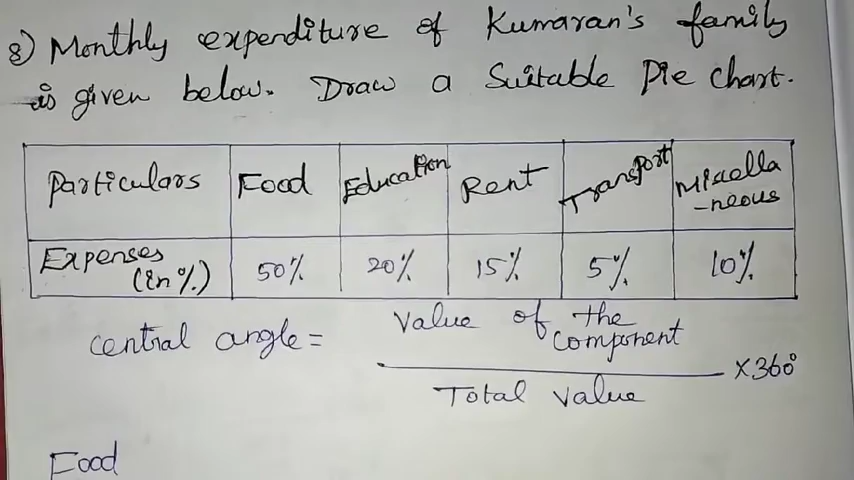 8) Monthly expenditure of Kumaran's family
is given below. Draw a Suitable Pie chart.
Particulars Food Education Rent Transport Miscella
-neous
Expenses
(in %) 50% 20% 15% 5% 10%
central angle = Value of the
component
× 360°
Total value
Food